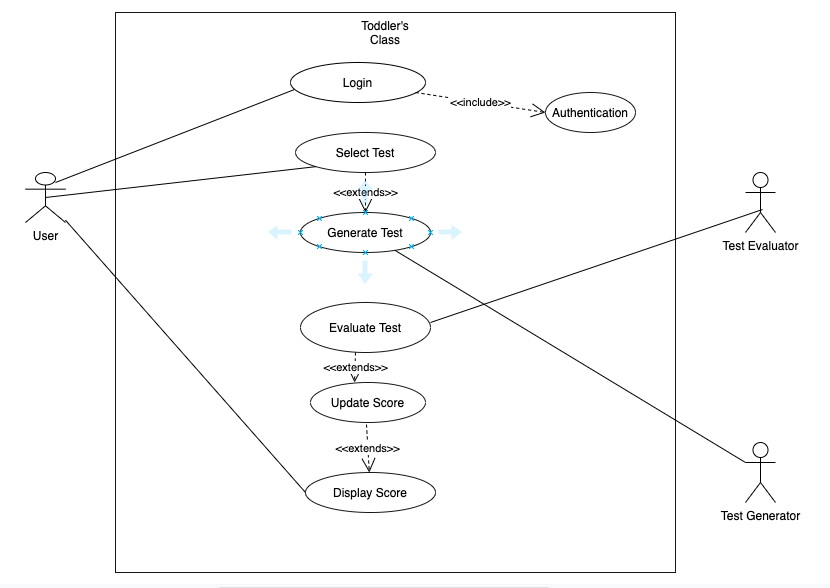 Toddler's
Class
Login
<<include>>
Authentication
Select Test
<<extends>>
User
Generate Test
Test Evaluator
Evaluate Test
<<extends>>
Update Score
<<extends>>
Display Score
Test Generator